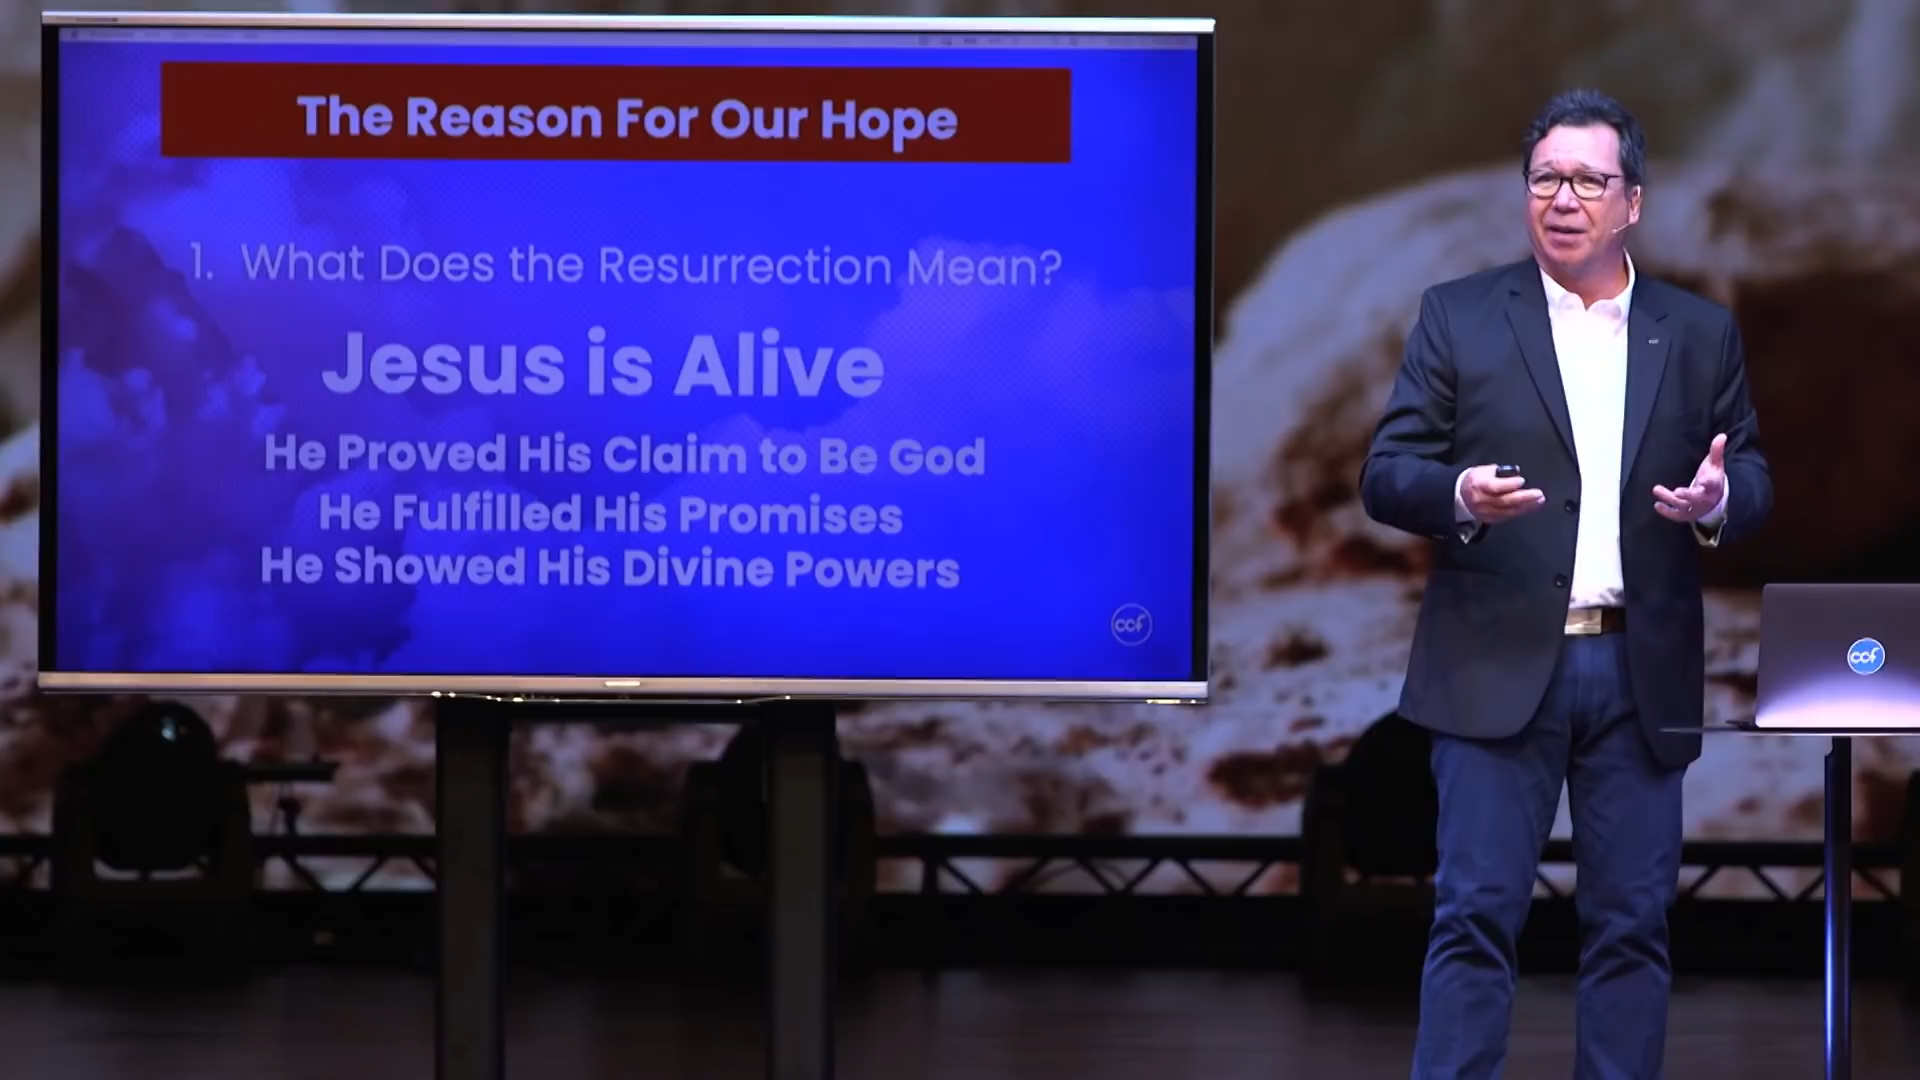 The Reason For Our Hope
1. What Does the Resurrection Mean?
Jesus is Alive
He Proved His Claim to Be God
He Fulfilled His Promises
He Showed His Divine Powers
ccf
ccf